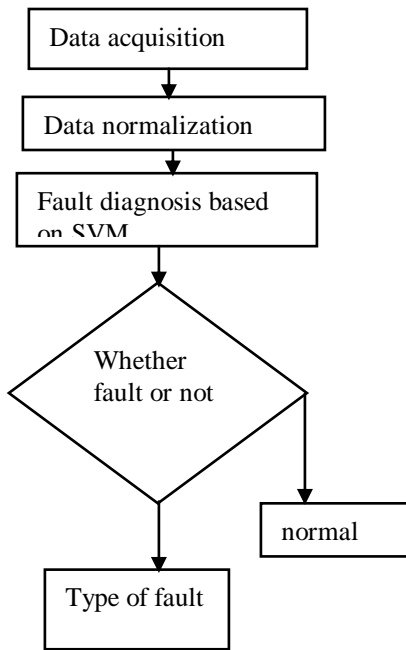 Data acquisition
Data normalization
Fault diagnosis based
on SVM
Whether
fault or not
normal
Type of fault